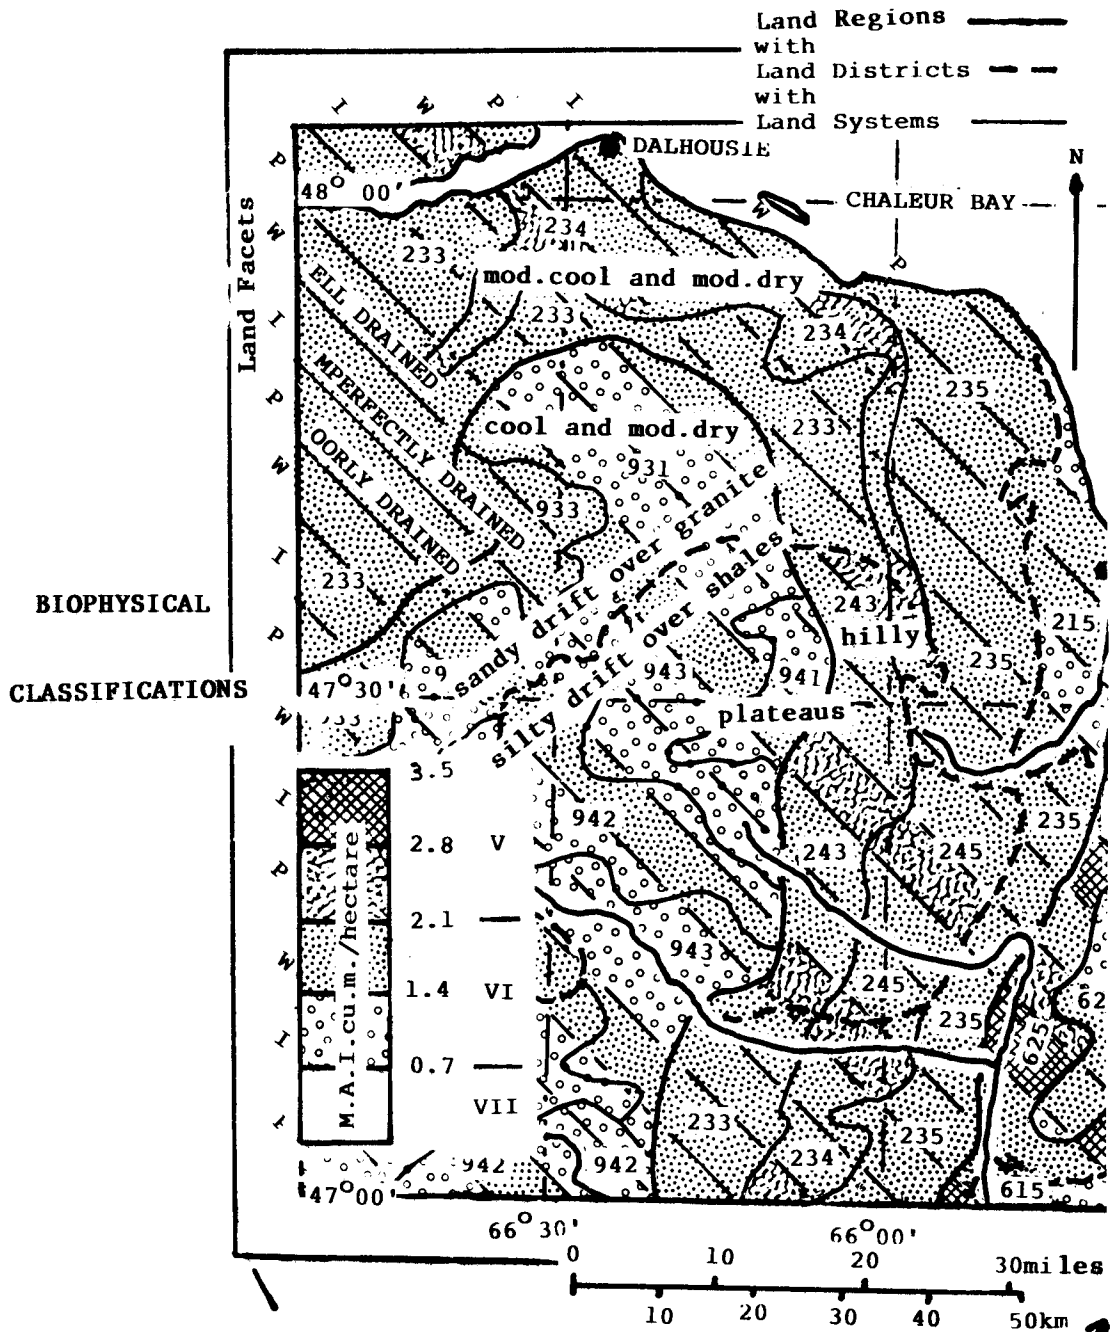 Land Regions
with
Land Districts
with
Land Systems
I W P I
DALHOUSIE
N
P
48° 00'
W CHALEUR BAY
Land Facets
W
234
233
mod.cool and mod.dry
P
I
ELL DRAINED
233
234
MPERFECTLY DRAINED
235
P
OORLY DRAINED
cool and mod.dry
233
W
931
933
sandy drift over granite
silty drift over shales
I
233
BIOPHYSICAL
243
215
P
hilly
943
941
235
9
CLASSIFICATIONS
47° 30'
W
plateaus
3.5
I
942
235
2.8 V
243
245
M.A.I.cu.m./hectare
P
2.1
943
W
1.4 VI
245
235
62
625
I
0.7
VII
233
235
I
234
942
942
615
47° 00'
66° 30'
66° 00'
0 10 20 30miles
10 20 30 40 50km